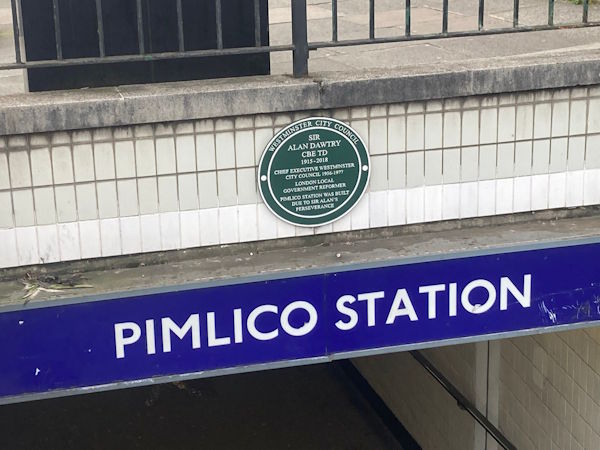 WESTMINSTER CITY COUNCIL
SIR
ALAN DAWTRY
CBE TD
1915-2018
CHIEF EXECUTIVE WESTMINSTER
CITY COUNCIL 1956-1977
LONDON LOCAL
GOVERNMENT REFORMER
PIMLICO STATION WAS BUILT
DUE TO SIR ALAN'S
PERSEVERANCE
PIMLICO STATION